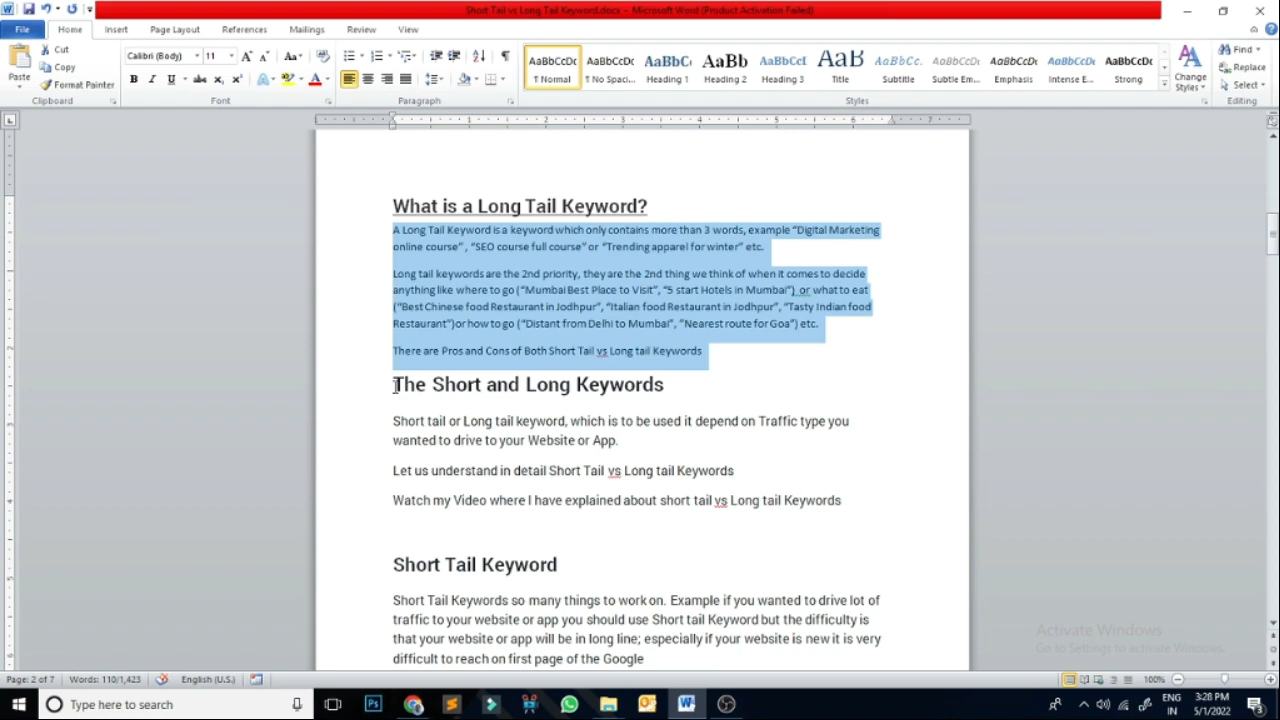 Short Tail vs Long Tail Keyword.docx - Microsoft Word (Product Activation Failed)
File Home Insert Page Layout References Mailings Review View
Cut
Copy
Format Painter
Paste
Calibri (Body) 11
AaBbCcDc AaBbCcDc AaBbC AaBb AaBbCcI AaB AaBbCc. AaBbCcDc AaBbCcDc AaBbCcDc AaBbCcDc
¶ Normal ¶ No Spaci... Heading 1 Heading 2 Heading 3 Title Subtitle Subtle Em... Emphasis Intense E... Strong
Change Styles
Find
Replace
Select
Clipboard Font Paragraph Styles Editing
What is a Long Tail Keyword?
A Long Tail Keyword is a keyword which only contains more than 3 words, example “Digital Marketing
online course” , “SEO course full course” or “Trending apparel for winter” etc.
Long tail keywords are the 2nd priority, they are the 2nd thing we think of when it comes to decide
anything like where to go (“Mumbai Best Place to Visit”, “5 start Hotels in Mumbai”) or what to eat
(“Best Chinese food Restaurant in Jodhpur”, “Italian food Restaurant in Jodhpur”, “Tasty Indian food
Restaurant”)or how to go (“Distant from Delhi to Mumbai”, “Nearest route for Goa”) etc.
There are Pros and Cons of Both Short Tail vs Long tail Keywords
The Short and Long Keywords
Short tail or Long tail keyword, which is to be used it depend on Traffic type you
wanted to drive to your Website or App.
Let us understand in detail Short Tail vs Long tail Keywords
Watch my Video where I have explained about short tail vs Long tail Keywords
Short Tail Keyword
Short Tail Keywords so many things to work on. Example if you wanted to drive lot of
traffic to your website or app you should use Short tail Keyword but the difficulty is
that your website or app will be in long line; especially if your website is new it is very
difficult to reach on first page of the Google
Activate Windows
Go to Settings to activate Windows.
Page: 2 of 7 Words: 110/1,423 English (U.S.) 100%
Type here to search
ENG
IN
3:28 PM
5/1/2022